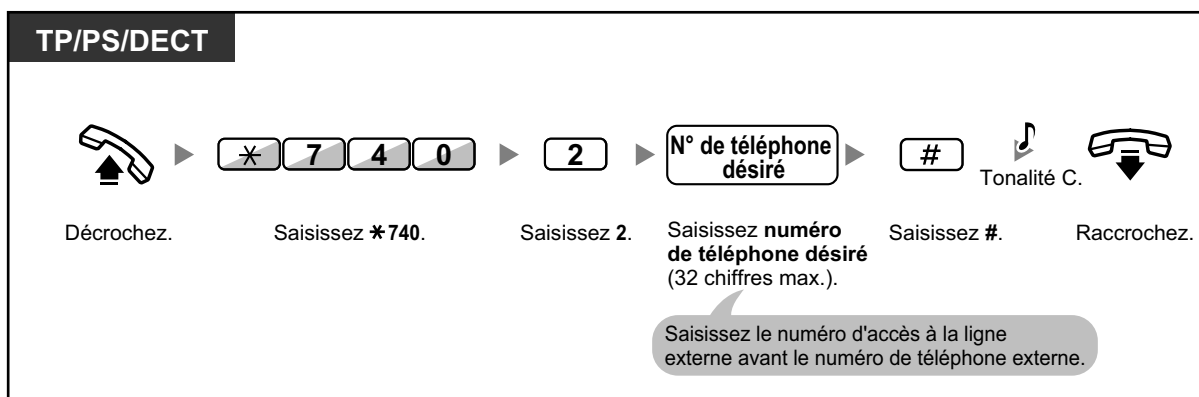 TP/PS/DECT
✳ 7 4 0
2
N° de téléphone
désiré
#
Tonalité C.
Décrochez.
Saisissez ✳740.
Saisissez 2.
Saisissez numéro
de téléphone désiré
(32 chiffres max.).
Saisissez #.
Raccrochez.
Saisissez le numéro d'accès à la ligne
externe avant le numéro de téléphone externe.